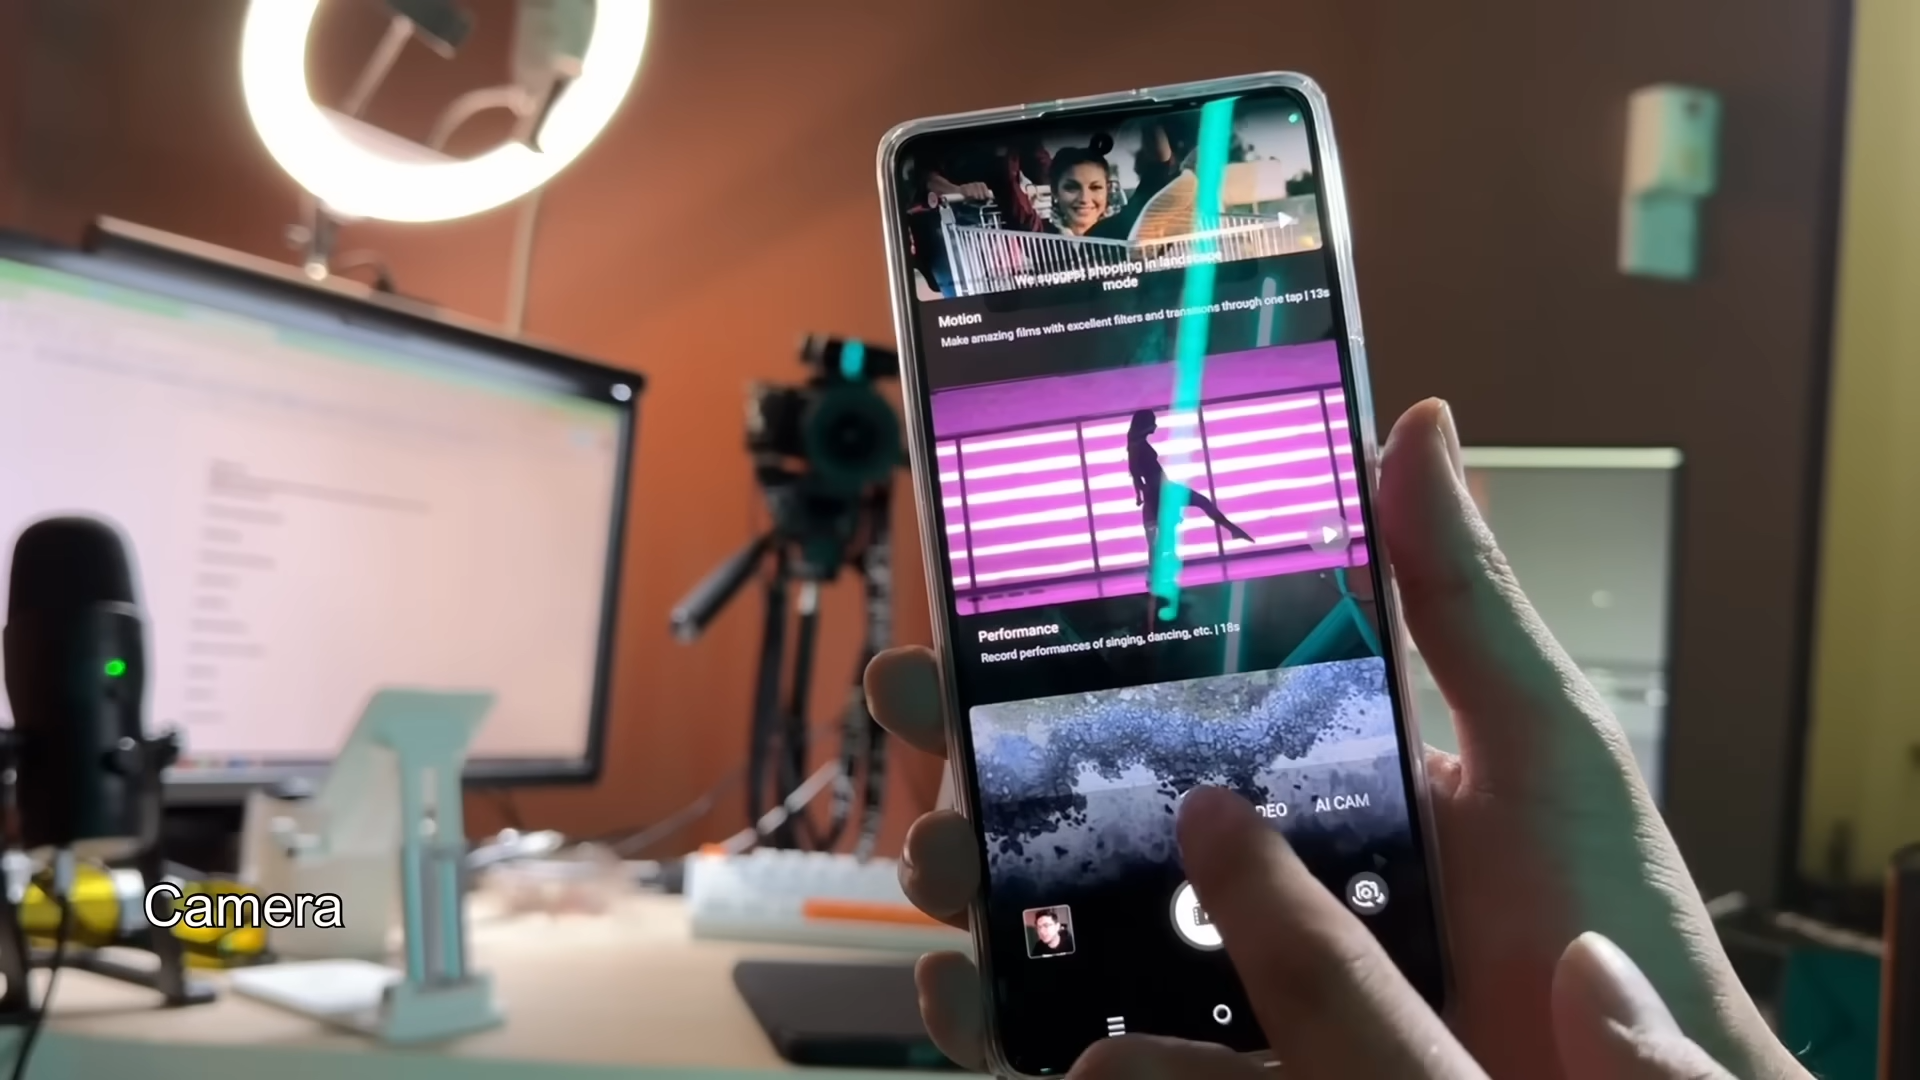 We suggest shooting in landscape
mode
Motion
Make amazing films with excellent filters and transitions through one tap | 13s
Performance
Record performances of singing, dancing, etc. | 18s
DEO
AI CAM
Camera